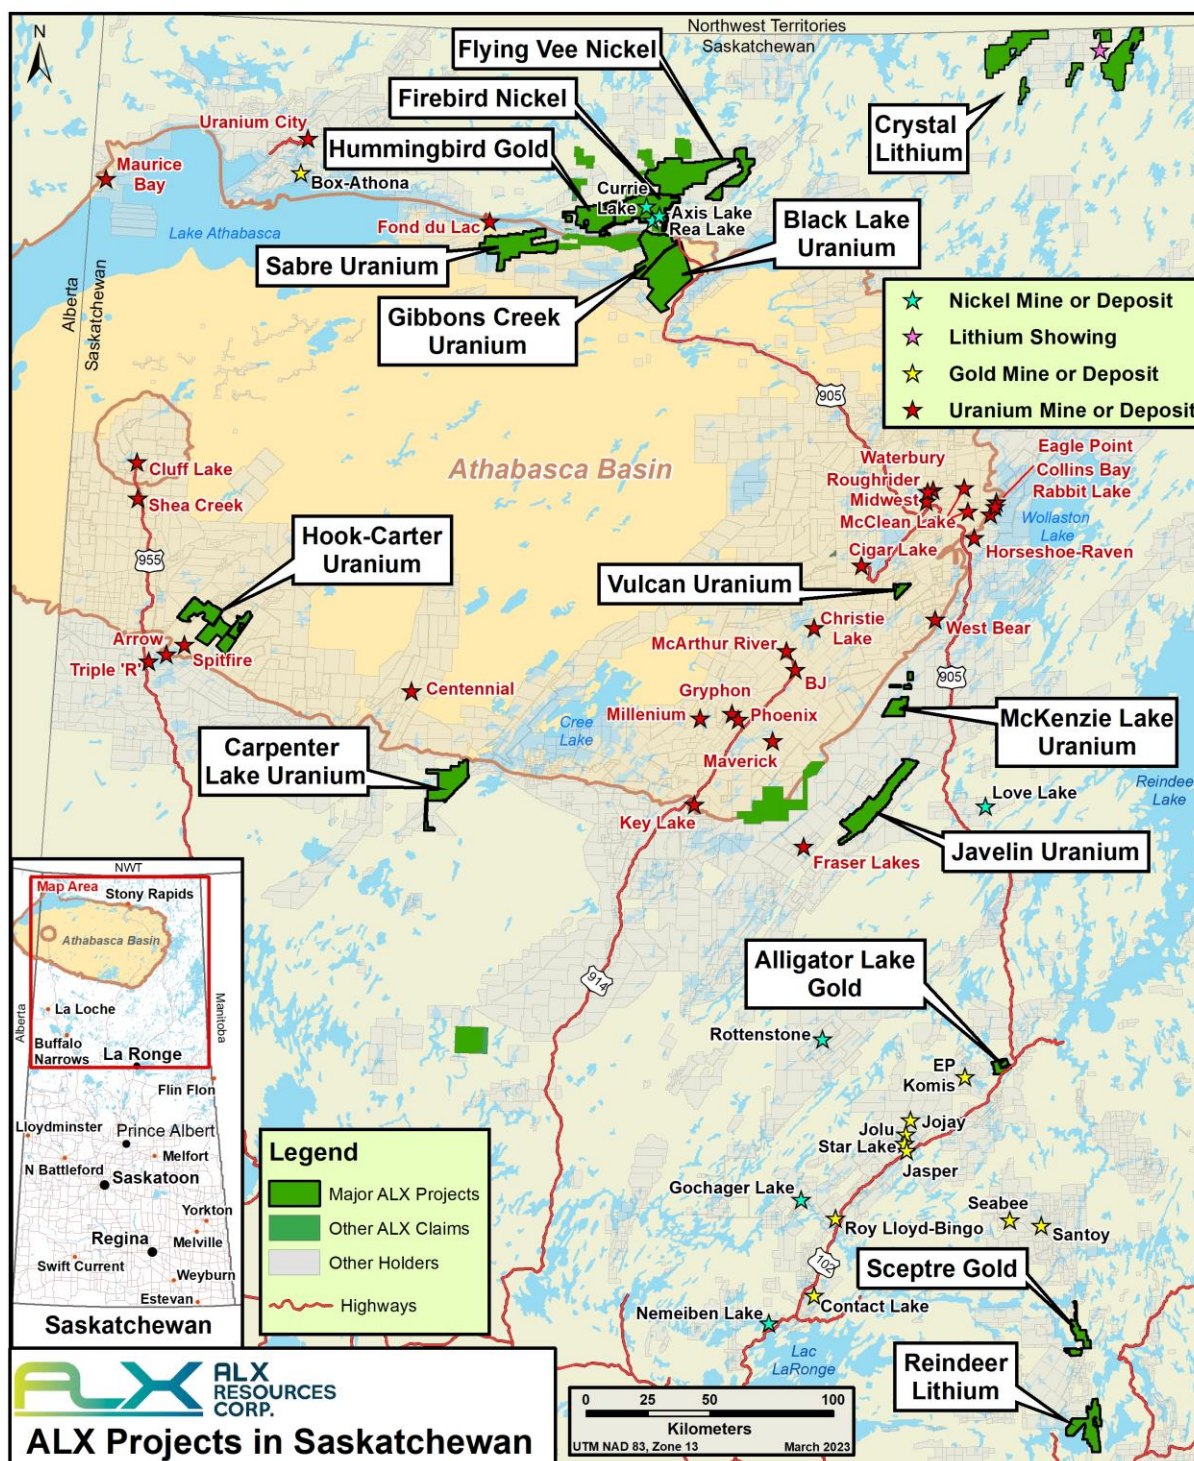 Northwest Territories
Saskatchewan
N
Flying Vee Nickel
Firebird Nickel
Hummingbird Gold
Crystal
Lithium
Uranium City
Maurice
Bay
Box-Athona
Currie
Lake
Axis Lake
Rea Lake
Black Lake
Uranium
Lake Athabasca
Fond du Lac
Sabre Uranium
Gibbons Creek
Uranium
Alberta
Saskatchewan
Nickel Mine or Deposit
Lithium Showing
Gold Mine or Deposit
Uranium Mine or Deposit
905
Athabasca Basin
Cluff Lake
Shea Creek
Waterbury
Roughrider
Midwest
McClean Lake
Cigar Lake
Eagle Point
Collins Bay
Rabbit Lake
Wollaston
Lake
Horseshoe-Raven
955
Hook-Carter
Uranium
Vulcan Uranium
Arrow
Triple 'R'
Spitfire
Christie
Lake
West Bear
McArthur River
BJ
905
Centennial
Gryphon
Millenium
Phoenix
Maverick
Cree
Lake
McKenzie Lake
Uranium
Carpenter
Lake Uranium
Reindeer
Lake
Love Lake
Key Lake
Fraser Lakes
Javelin Uranium
NWT
Map Area
Stony Rapids
Athabasca Basin
Alberta
Manitoba
La Loche
Buffalo
Narrows
La Ronge
Flin Flon
Lloydminster
Prince Albert
Melfort
N Battleford
Saskatoon
Yorkton
Regina
Melville
Swift Current
Weyburn
Estevan
Saskatchewan
914
Alligator Lake
Gold
Rottenstone
EP
Komis
Jojay
Jolu
Star Lake
Jasper
Gochager Lake
Seabee
Roy Lloyd-Bingo
Santoy
102
Sceptre Gold
Contact Lake
Nemeiben Lake
Lac
LaRonge
Reindeer
Lithium
Legend
Major ALX Projects
Other ALX Claims
Other Holders
Highways
ALX
ALX
RESOURCES
CORP.
ALX Projects in Saskatchewan
0 25 50 100
Kilometers
UTM NAD 83, Zone 13 March 2023